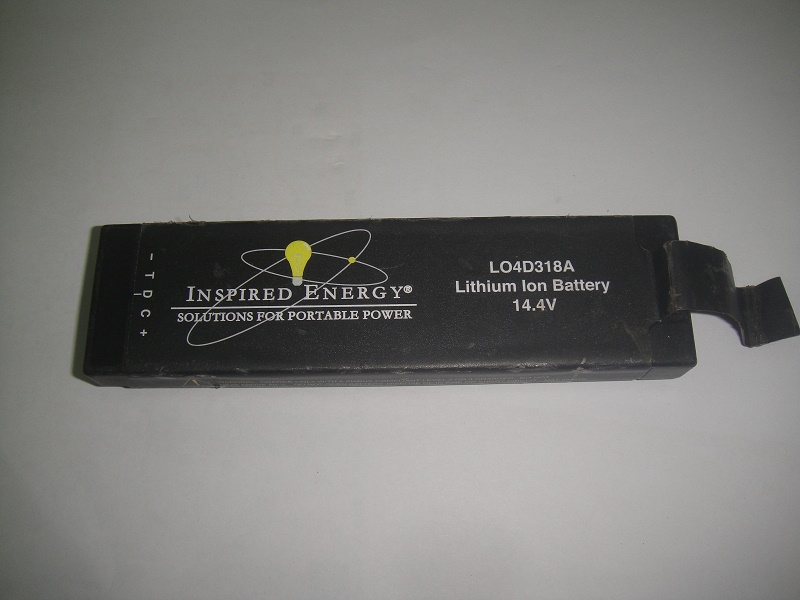 − T D C +
INSPIRED ENERGY®
SOLUTIONS FOR PORTABLE POWER
LO4D318A
Lithium Ion Battery
14.4V